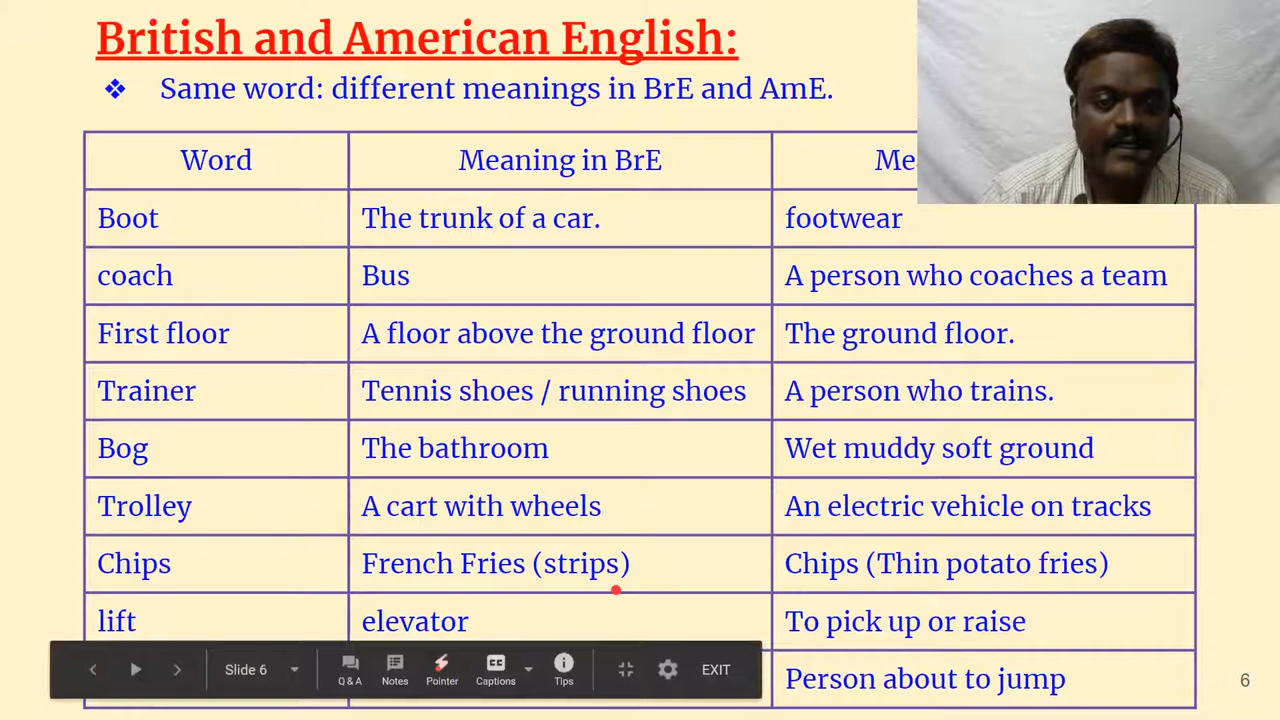 British and American English:
❖ Same word: different meanings in BrE and AmE.
Word Meaning in BrE
Boot The trunk of a car. footwear
coach Bus A person who coaches a team
First floor A floor above the ground floor The ground floor.
Trainer Tennis shoes / running shoes A person who trains.
Bog The bathroom Wet muddy soft ground
Trolley A cart with wheels An electric vehicle on tracks
Chips French Fries (strips) Chips (Thin potato fries)
lift elevator To pick up or raise
Person about to jump
6
Slide 6 Q & A Notes Pointer Captions Tips EXIT